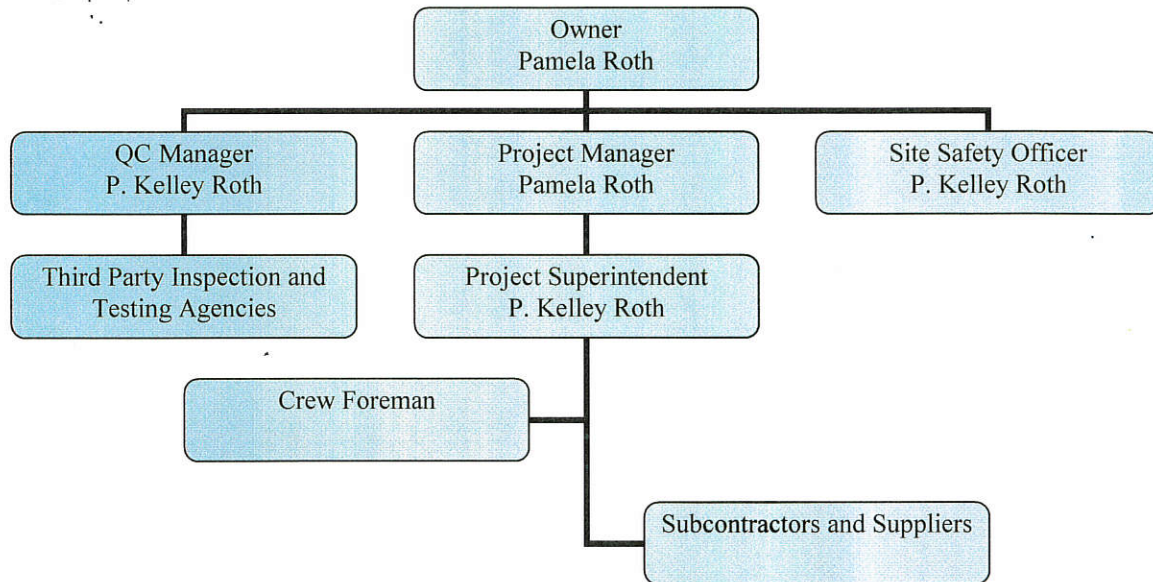 Owner
Pamela Roth
QC Manager
P. Kelley Roth
Project Manager
Pamela Roth
Site Safety Officer
P. Kelley Roth
Third Party Inspection and
Testing Agencies
Project Superintendent
P. Kelley Roth
Crew Foreman
Subcontractors and Suppliers